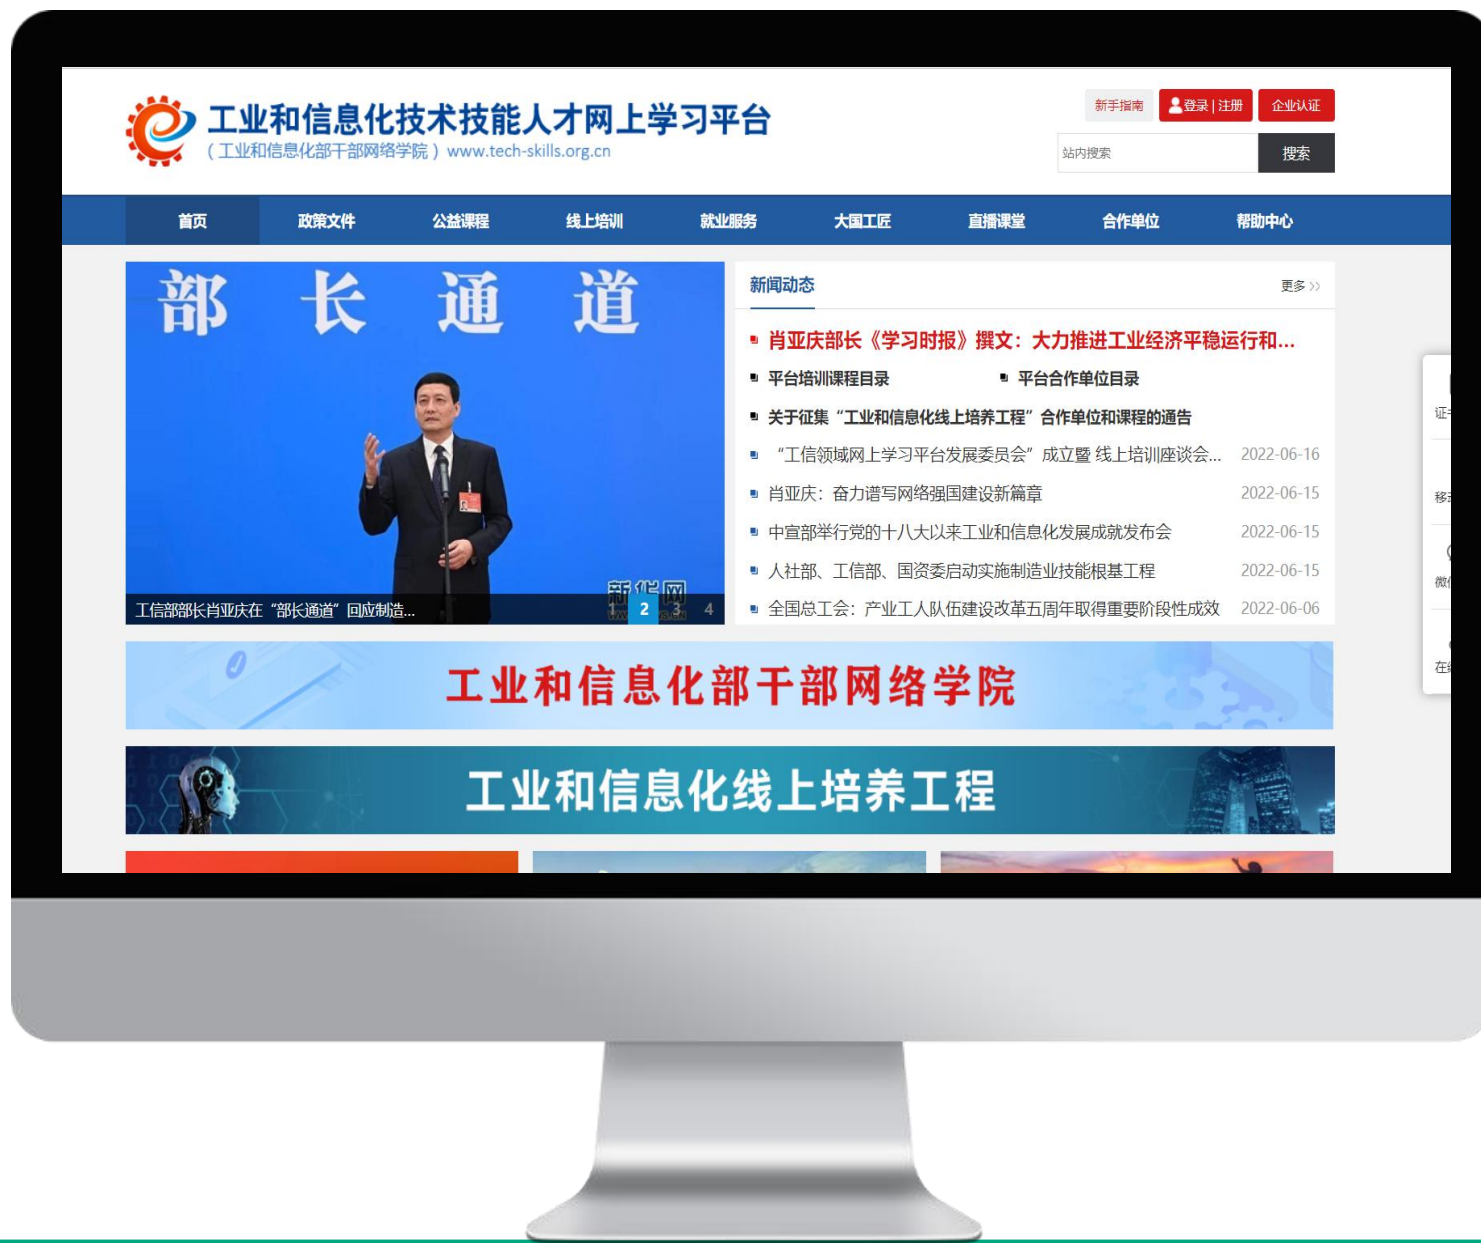 工业和信息化技术技能人才网上学习平台
（工业和信息化部干部网络学院）www.tech-skills.org.cn
新手指南 登录 | 注册 企业认证
站内搜索 搜索
首页 政策文件 公益课程 线上培训 就业服务 大国工匠 直播课堂 合作单位 帮助中心
部长通道
新华网
工信部部长肖亚庆在“部长通道”回应制造... 1 2 3 4
新闻动态 更多
肖亚庆部长《学习时报》撰文：大力推进工业经济平稳运行和...
平台培训课程目录 平台合作单位目录
关于征集“工业和信息化线上培养工程”合作单位和课程的通告
“工信领域网上学习平台发展委员会”成立暨 线上培训座谈会... 2022-06-16
肖亚庆：奋力谱写网络强国建设新篇章 2022-06-15
中宣部举行党的十八大以来工业和信息化发展成就发布会 2022-06-15
人社部、工信部、国资委启动实施制造业技能根基工程 2022-06-15
全国总工会：产业工人队伍建设改革五周年取得重要阶段性成效 2022-06-06
工业和信息化部干部网络学院
工业和信息化线上培养工程